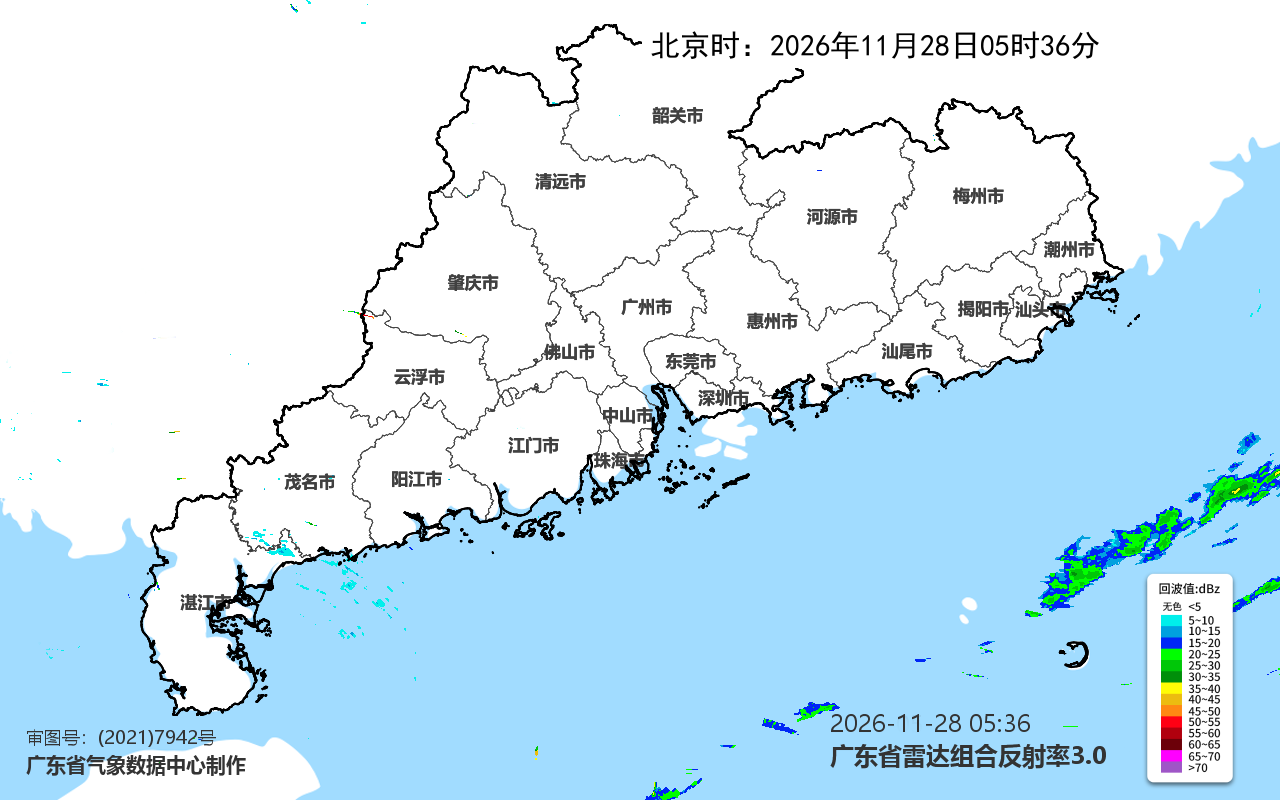 北京时：2026年11月28日05时36分
韶关市
清远市
梅州市
河源市
潮州市
肇庆市
广州市
揭阳市
汕头市
惠州市
佛山市
汕尾市
东莞市
云浮市
深圳市
中山市
江门市
珠海市
阳江市
茂名市
湛江市
回波值:dBz
无色 <5
5~10
10~15
15~20
20~25
25~30
30~35
35~40
40~45
45~50
50~55
55~60
60~65
65~70
>70
2026-11-28 05:36
广东省雷达组合反射率3.0
审图号：(2021)7942号
广东省气象数据中心制作